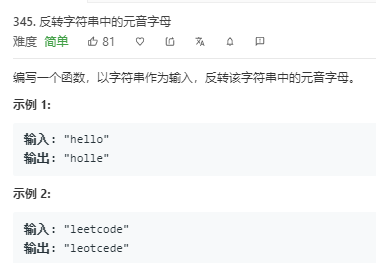 345. 反转字符串中的元音字母
难度 简单 81
编写一个函数，以字符串作为输入，反转该字符串中的元音字母。
示例 1:
输入: "hello"
输出: "holle"
示例 2:
输入: "leetcode"
输出: "leotcede"